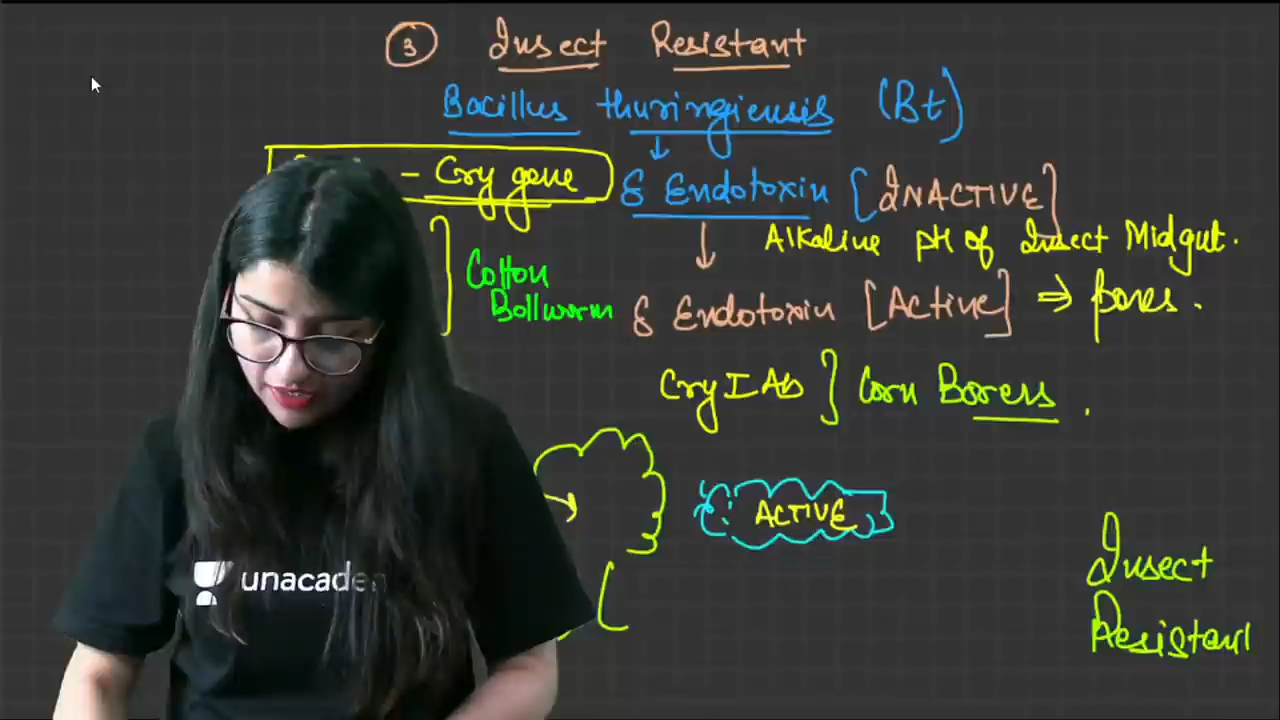 ③ Insect Resistant
Bacillus thuringiensis (Bt)
↓
- Cry gene
δ Endotoxin [INACTIVE]
↓ Alkaline pH of Insect Midgut.
Cotton
Bollworm
δ Endotoxin [Active] ⇒ pores.
Cry I Ab } Corn Borers.
ACTIVE
Insect
Resistant
unacade